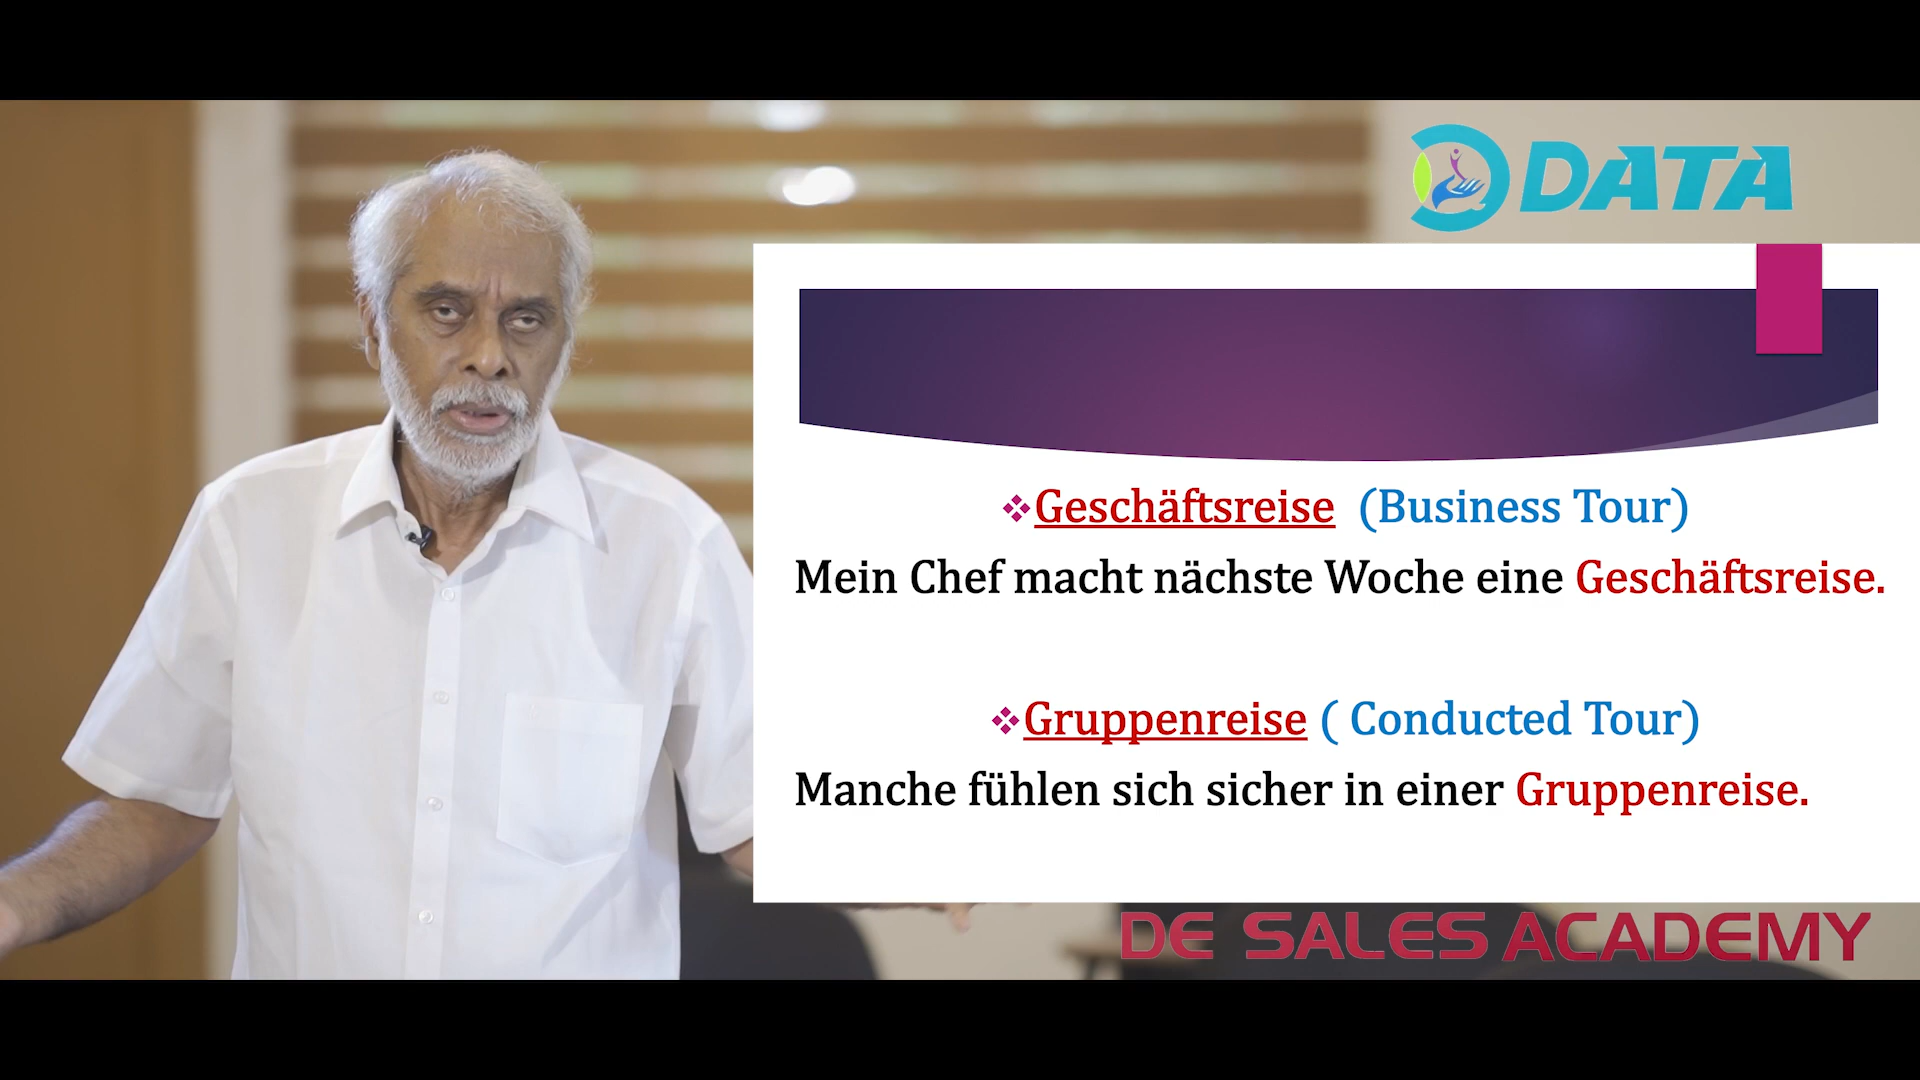 DATA
❖Geschäftsreise (Business Tour)
Mein Chef macht nächste Woche eine Geschäftsreise.
❖Gruppenreise ( Conducted Tour)
Manche fühlen sich sicher in einer Gruppenreise.
DE SALES ACADEMY